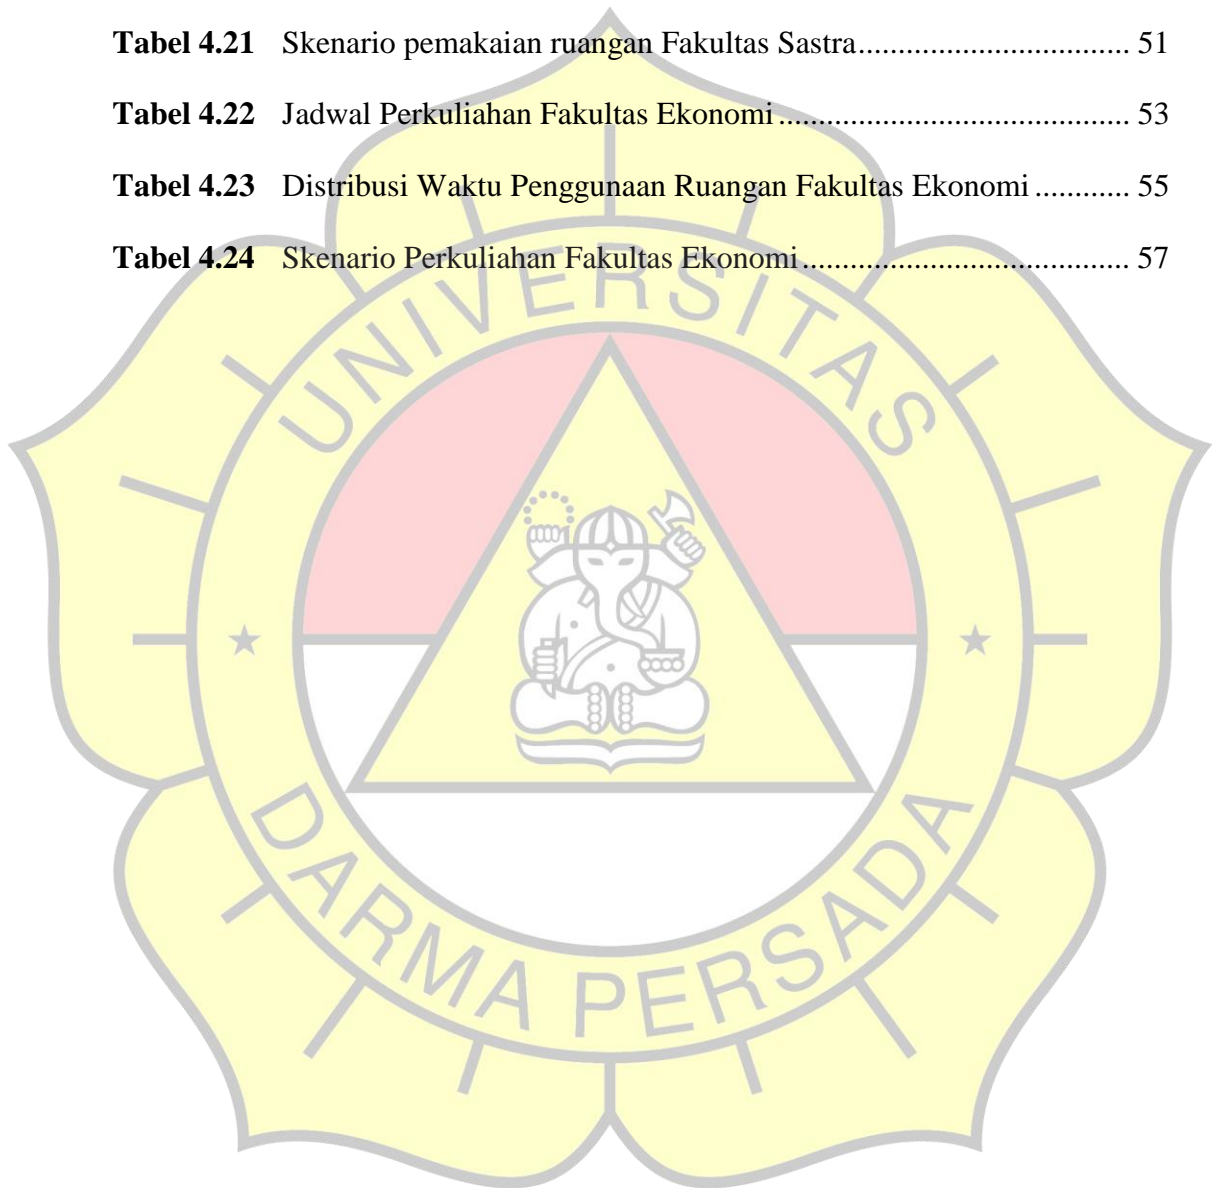 Tabel 4.21 Skenario pemakaian ruangan Fakultas Sastra.................................. 51
Tabel 4.22 Jadwal Perkuliahan Fakultas Ekonomi............................................ 53
Tabel 4.23 Distribusi Waktu Penggunaan Ruangan Fakultas Ekonomi............ 55
Tabel 4.24 Skenario Perkuliahan Fakultas Ekonomi......................................... 57
UNIVERSITAS
DARMA PERSADA